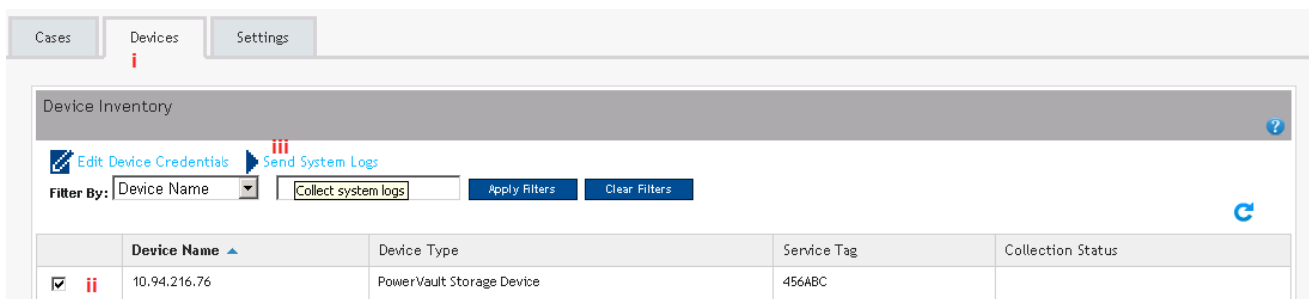 Cases Devices Settings
i
Device Inventory
?
iii
Edit Device Credentials Send System Logs
Filter By: Device Name Collect system logs Apply Filters Clear Filters
Device Name Device Type Service Tag Collection Status
ii 10.94.216.76 PowerVault Storage Device 456ABC